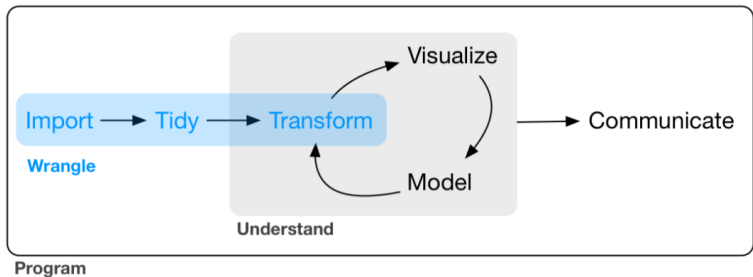 Visualize
Import Tidy Transform Communicate
Wrangle
Model
Understand
Program